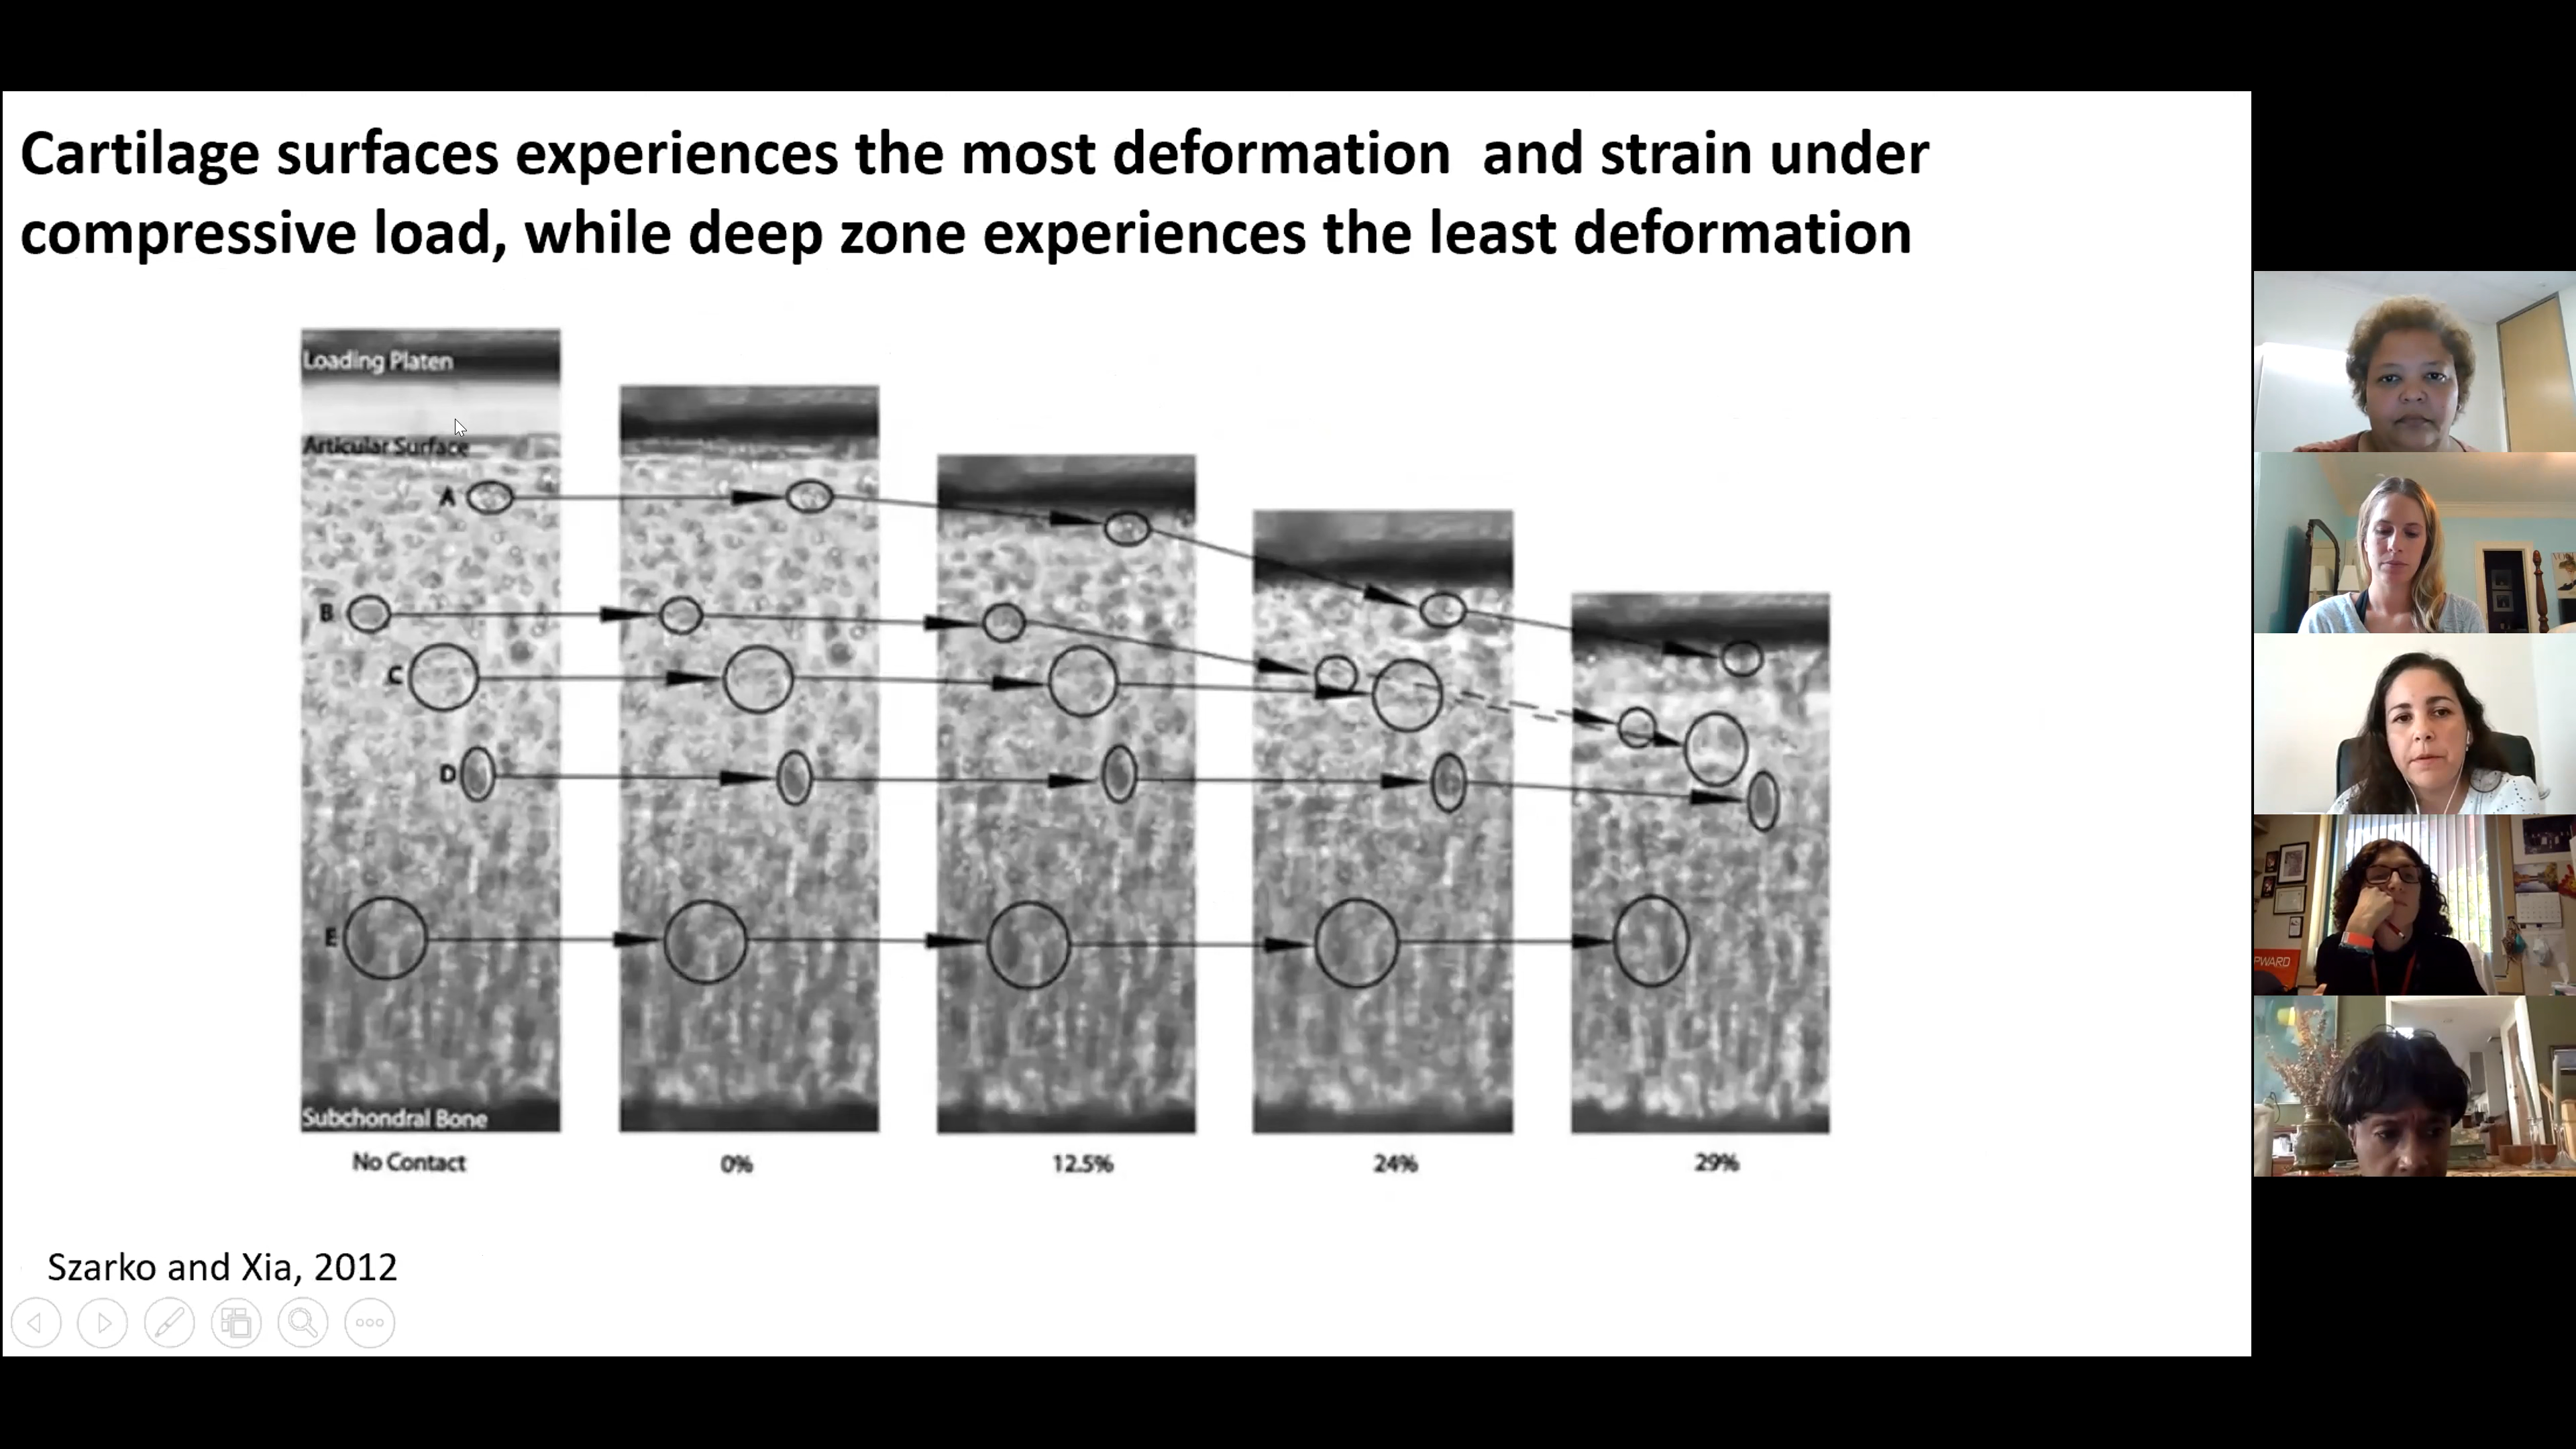 Cartilage surfaces experiences the most deformation  and strain under
compressive load, while deep zone experiences the least deformation
Loading Platen
Articular Surface
A
B
C
D
E
Subchondral Bone
No Contact
0%
12.5%
24%
29%
Szarko and Xia, 2012
PWARD